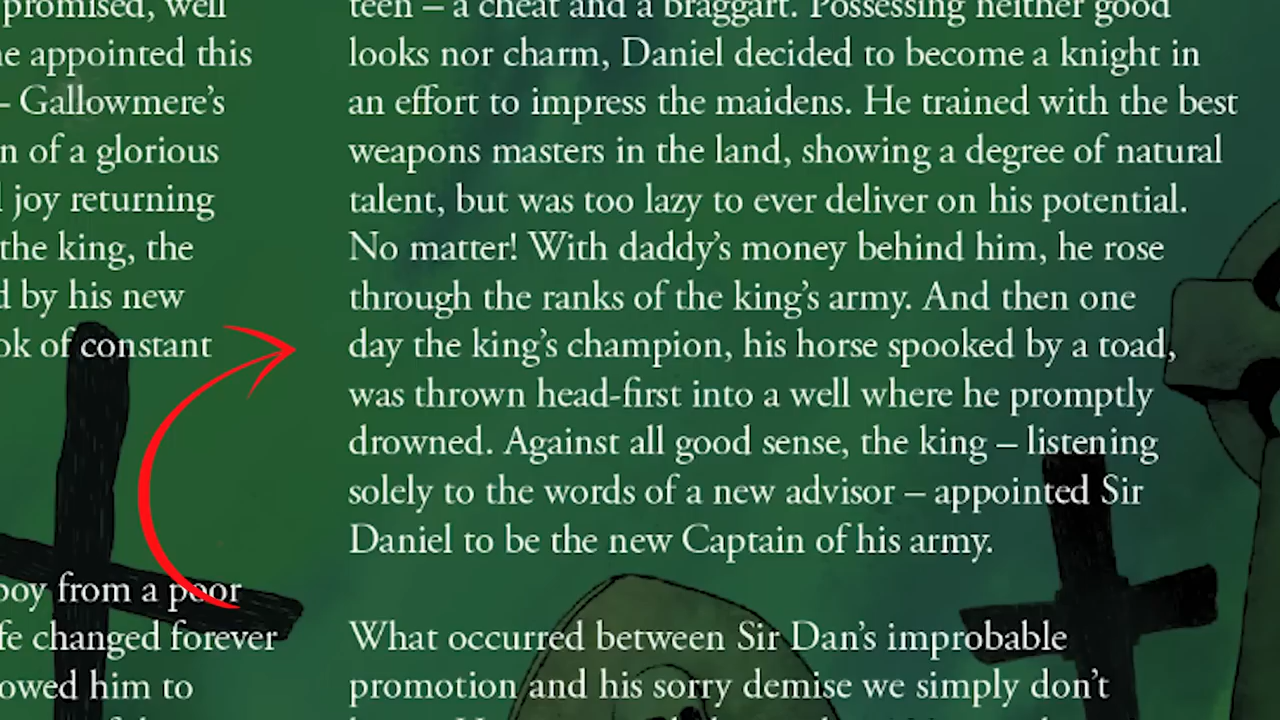 promised, well
he appointed this
– Gallowmere's
n of a glorious
joy returning
the king, the
d by his new
ok of constant
boy from a poor
fe changed forever
owed him to
teen – a cheat and a braggart. Possessing neither good
looks nor charm, Daniel decided to become a knight in
an effort to impress the maidens. He trained with the best
weapons masters in the land, showing a degree of natural
talent, but was too lazy to ever deliver on his potential.
No matter! With daddy's money behind him, he rose
through the ranks of the king's army. And then one
day the king's champion, his horse spooked by a toad,
was thrown head-first into a well where he promptly
drowned. Against all good sense, the king – listening
solely to the words of a new advisor – appointed Sir
Daniel to be the new Captain of his army.
What occurred between Sir Dan's improbable
promotion and his sorry demise we simply don't